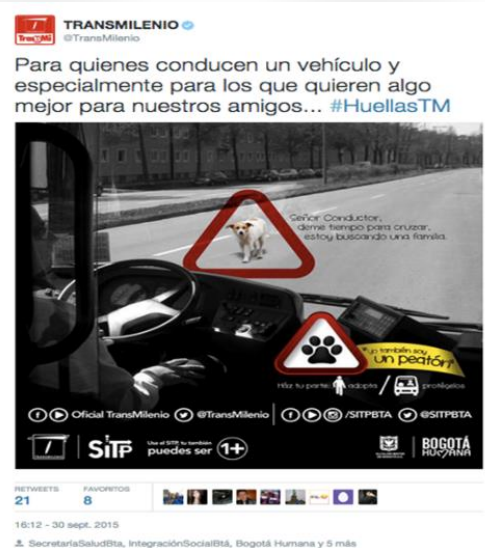 TRANSMILENIO
@TransMilenio
Para quienes conducen un vehículo y
especialmente para los que quieren algo
mejor para nuestros amigos... #HuellasTM
Señor Conductor,
deme tiempo para cruzar,
estoy buscando una familia.
"yo también soy
un peatón"
Haz tu parte: adopta / protégelos
Oficial TransMilenio @TransMilenio /SITPBTA @SITPBTA
SiTP
Usa el SITP, tu también
puedes ser 1+
BOGOTÁ
HUMANA
RETWEETS
21
FAVORITOS
8
16:12 - 30 sept. 2015
SecretaríaSaludBta, IntegraciónSocialBtá, Bogotá Humana y 5 más